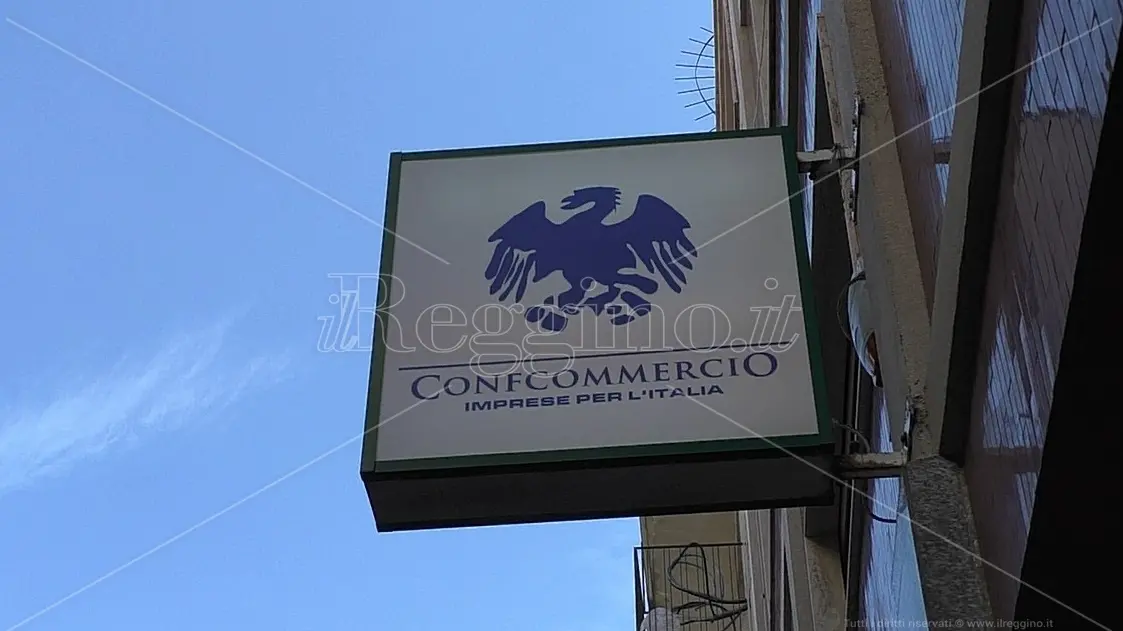 ilReggino.it
CONFCOMMERCIO
IMPRESE PER L'ITALIA
Tutti i diritti riservati © www.ilreggino.it